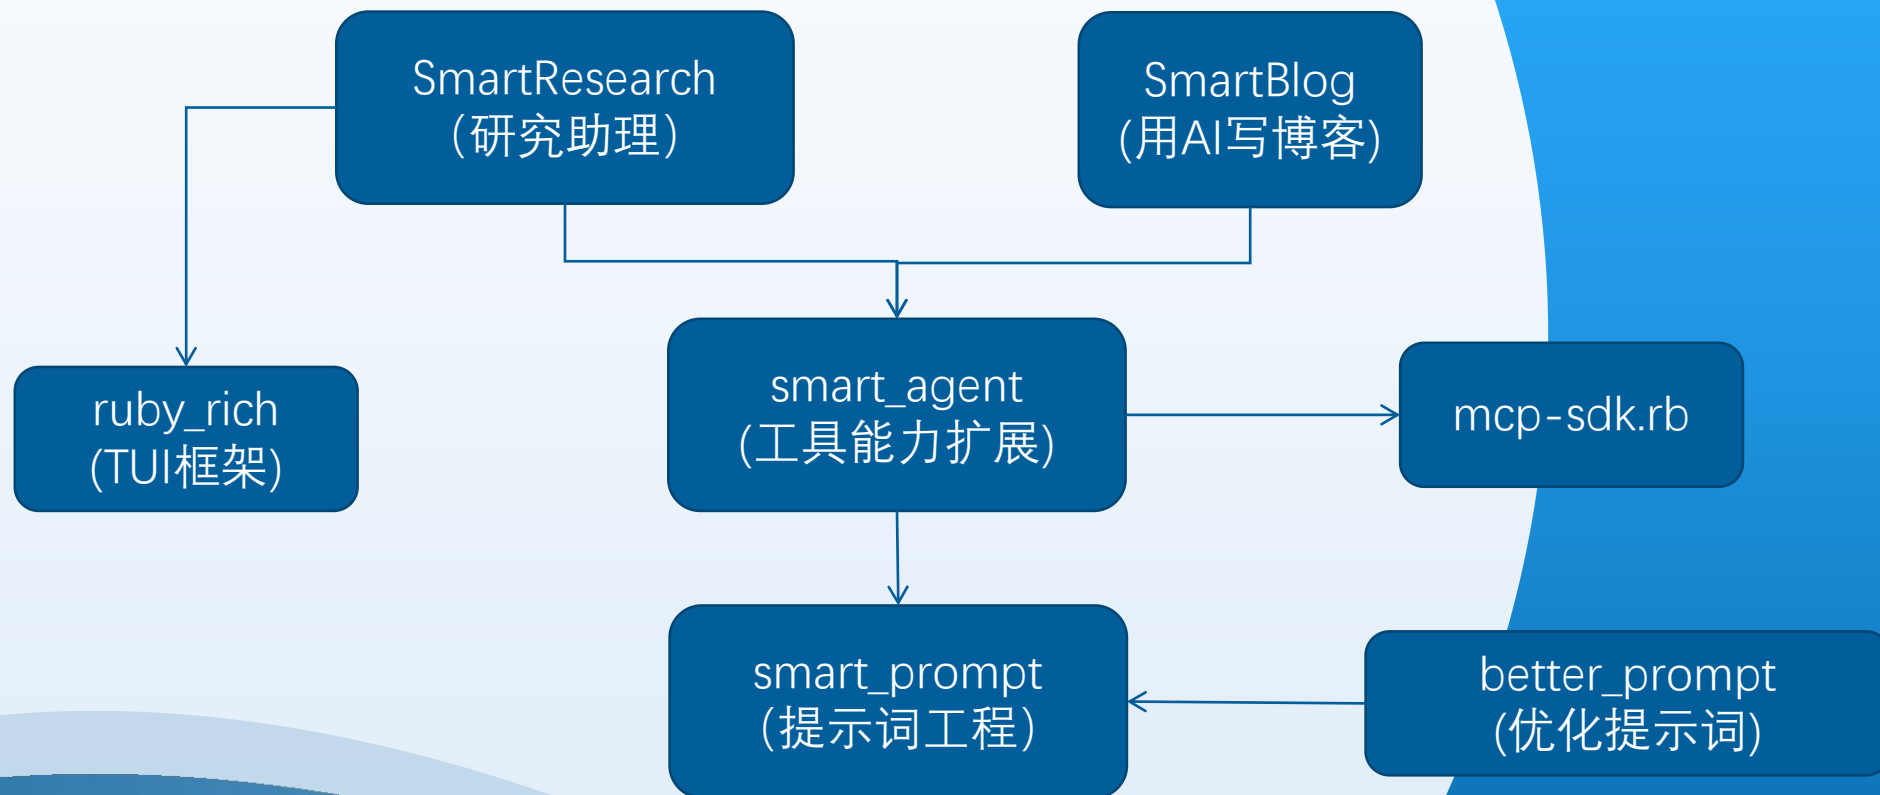 SmartResearch
（研究助理）
SmartBlog
(用AI写博客)
ruby_rich
(TUI框架)
smart_agent
(工具能力扩展)
mcp-sdk.rb
smart_prompt
（提示词工程）
better_prompt
(优化提示词)